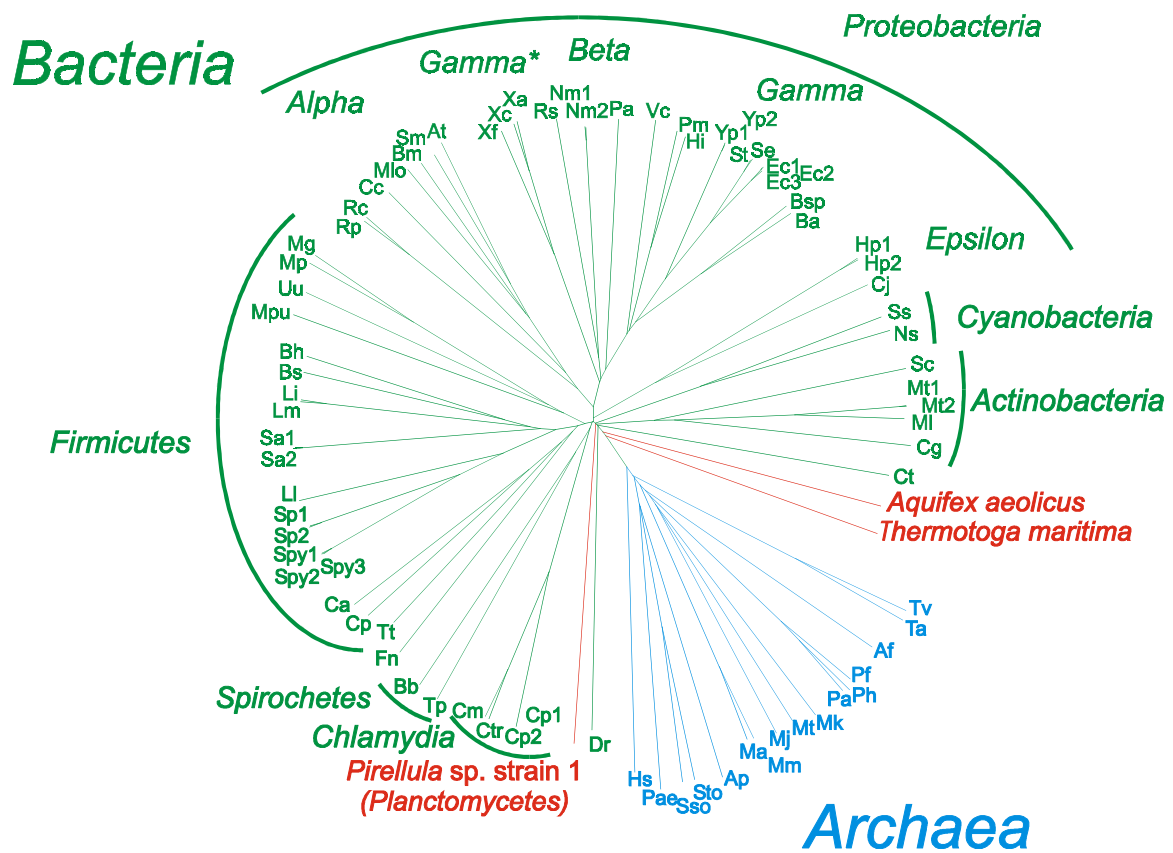 Bacteria
Proteobacteria
Alpha
Gamma*
Beta
Gamma
Epsilon
Cyanobacteria
Actinobacteria
Firmicutes
Spirochetes
Chlamydia
Pirellula sp. strain 1
(Planctomycetes)
Aquifex aeolicus
Thermotoga maritima
Archaea
Rp
Rc
Cc
Mlo
Bm
Sm
At
Xf
Xc
Xa
Rs
Nm1
Nm2
Pa
Vc
Pm
Hi
Yp1
Yp2
St
Se
Ec1
Ec2
Ec3
Bsp
Ba
Hp1
Hp2
Cj
Ss
Ns
Sc
Mt1
Mt2
Ml
Cg
Ct
Mg
Mp
Uu
Mpu
Bh
Bs
Li
Lm
Sa1
Sa2
Ll
Sp1
Sp2
Spy1
Spy2
Spy3
Ca
Cp
Tt
Fn
Bb
Tp
Cm
Ctr
Cp2
Cp1
Dr
Hs
Pae
Sso
Sto
Ap
Ma
Mm
Mj
Mt
Mk
Pa
Ph
Pf
Af
Ta
Tv